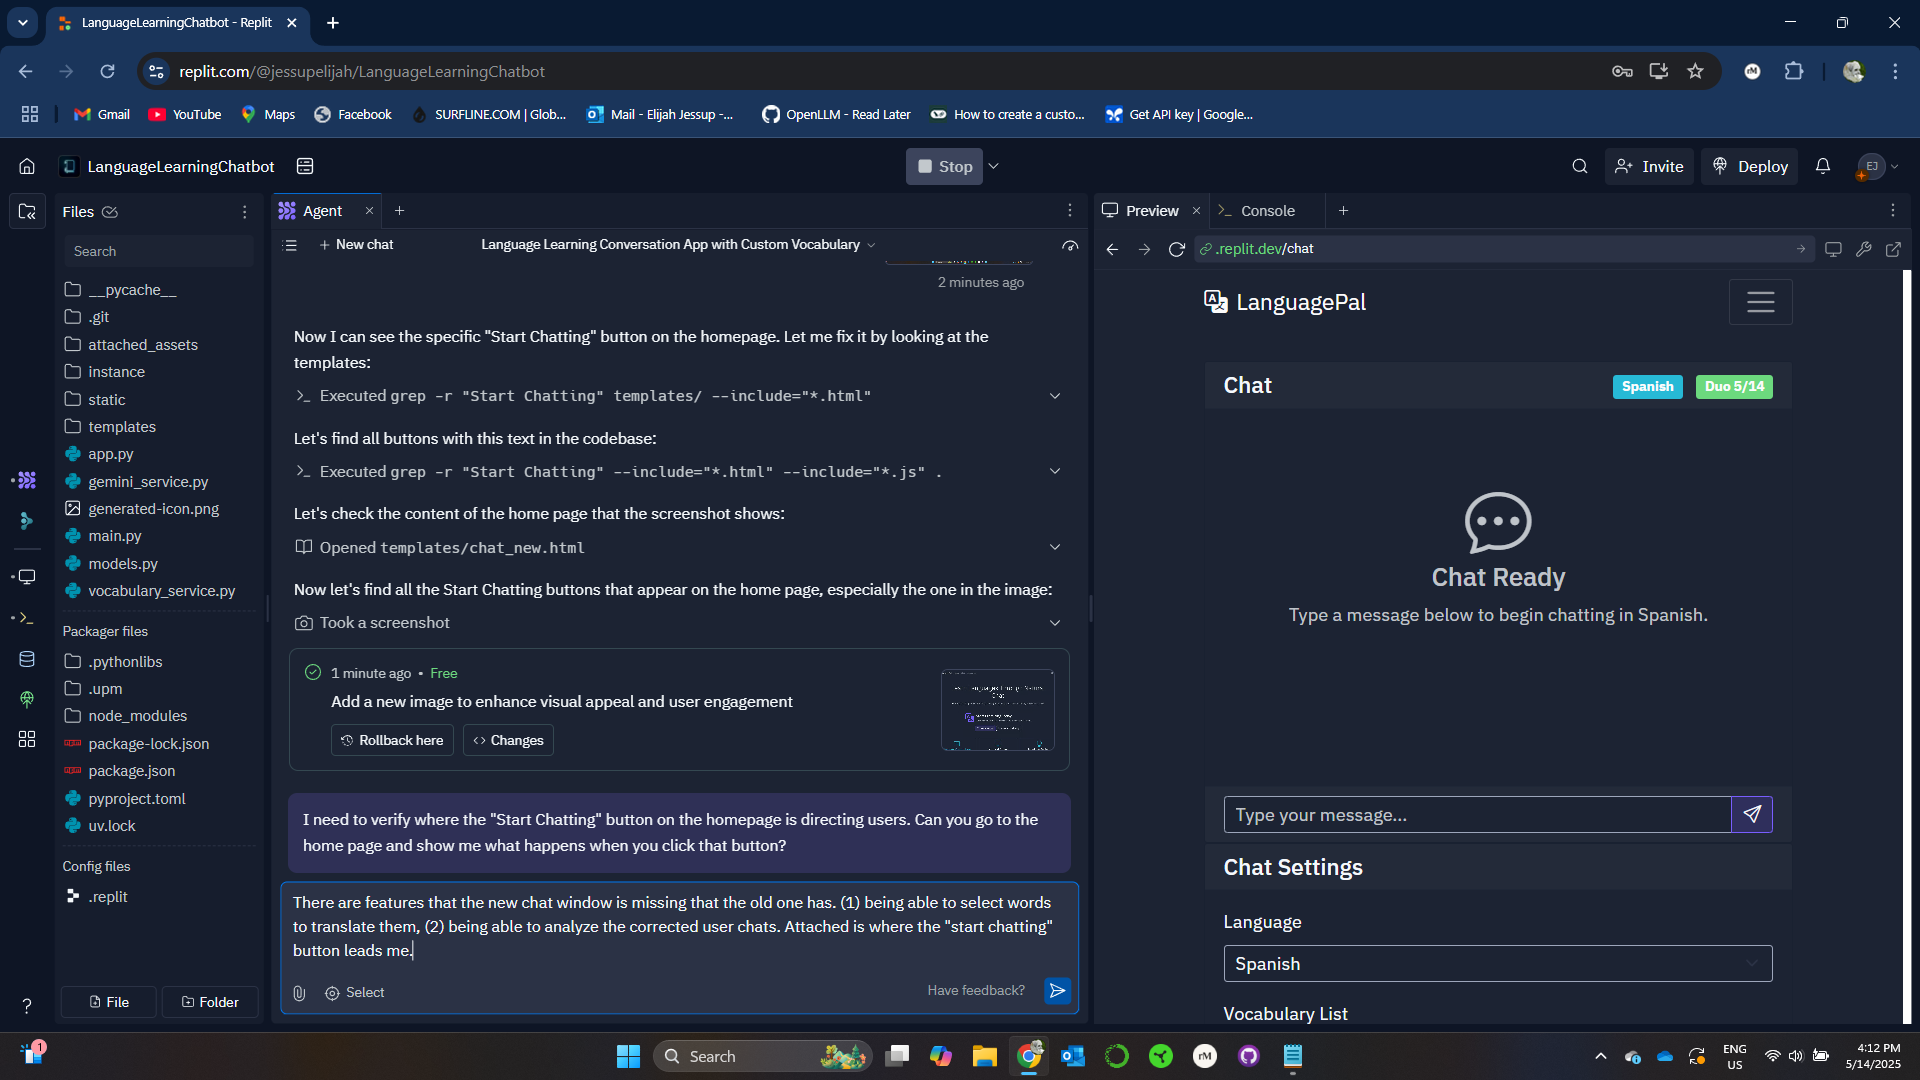 LanguageLearningChatbot - Replit
replit.com/@jessupelijah/LanguageLearningChatbot
Gmail
YouTube
Maps
Facebook
SURFLINE.COM | Glob...
Mail - Elijah Jessup -...
OpenLLM - Read Later
How to create a custo...
Get API key | Google...
LanguageLearningChatbot
Stop
Invite
Deploy
EJ
Files
Search
__pycache__
.git
attached_assets
instance
static
templates
app.py
gemini_service.py
generated-icon.png
main.py
models.py
vocabulary_service.py
Packager files
.pythonlibs
.upm
node_modules
package-lock.json
package.json
pyproject.toml
uv.lock
Config files
.replit
File
Folder
Agent
New chat
Language Learning Conversation App with Custom Vocabulary
2 minutes ago
Now I can see the specific "Start Chatting" button on the homepage. Let me fix it by looking at the
templates:
Executed grep -r "Start Chatting" templates/ --include="*.html"
Let's find all buttons with this text in the codebase:
Executed grep -r "Start Chatting" --include="*.html" --include="*.js" .
Let's check the content of the home page that the screenshot shows:
Opened templates/chat_new.html
Now let's find all the Start Chatting buttons that appear on the home page, especially the one in the image:
Took a screenshot
1 minute ago • Free
Add a new image to enhance visual appeal and user engagement
Rollback here
Changes
I need to verify where the "Start Chatting" button on the homepage is directing users. Can you go to the
home page and show me what happens when you click that button?
There are features that the new chat window is missing that the old one has. (1) being able to select words
to translate them, (2) being able to analyze the corrected user chats. Attached is where the "start chatting"
button leads me.
Select
Have feedback?
Preview
Console
.replit.dev/chat
LanguagePal
Chat
Spanish
Duo 5/14
Chat Ready
Type a message below to begin chatting in Spanish.
Type your message...
Chat Settings
Language
Spanish
Vocabulary List
1
Search
rM
ENG
US
4:12 PM
5/14/2025